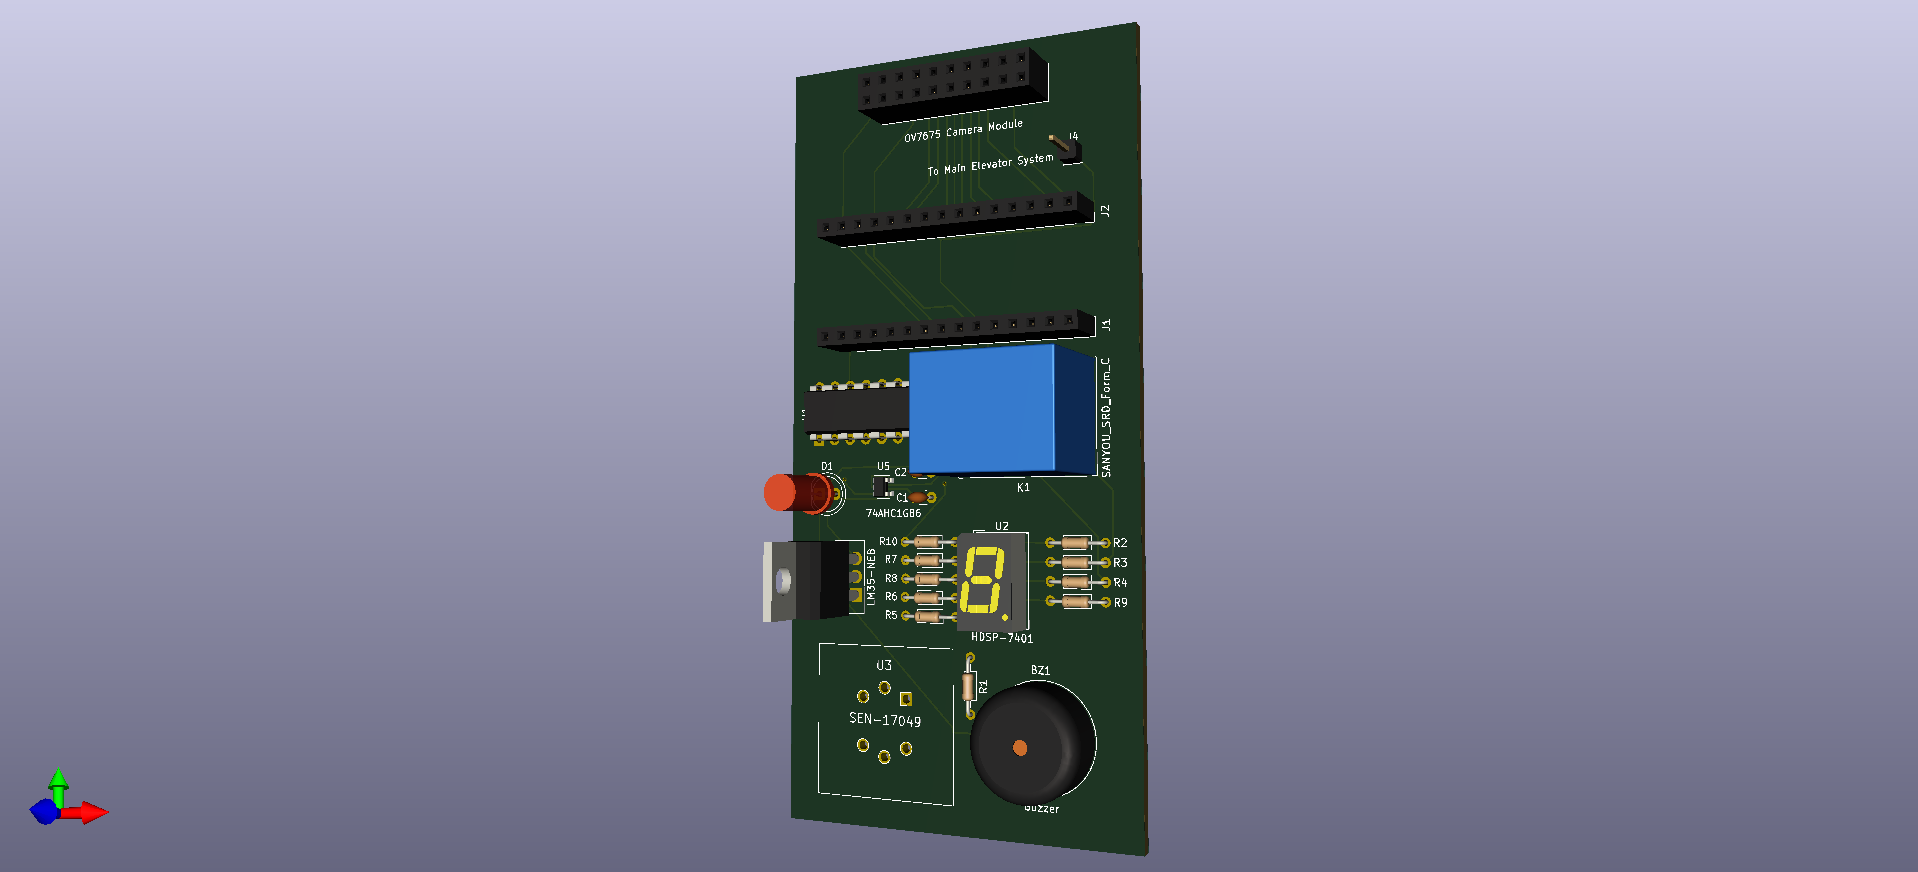 OV7675 Camera Module
J4
To Main Elevator System
J2
J1
SANYOU_SRD_Form_C
D1
U5
C2
K1
C1
74AHC1G86
U2
R10
R2
R7
R3
R8
R4
R6
R9
R5
LM35-NEB
HDSP-7401
U3
BZ1
R1
SEN-17049
Buzzer